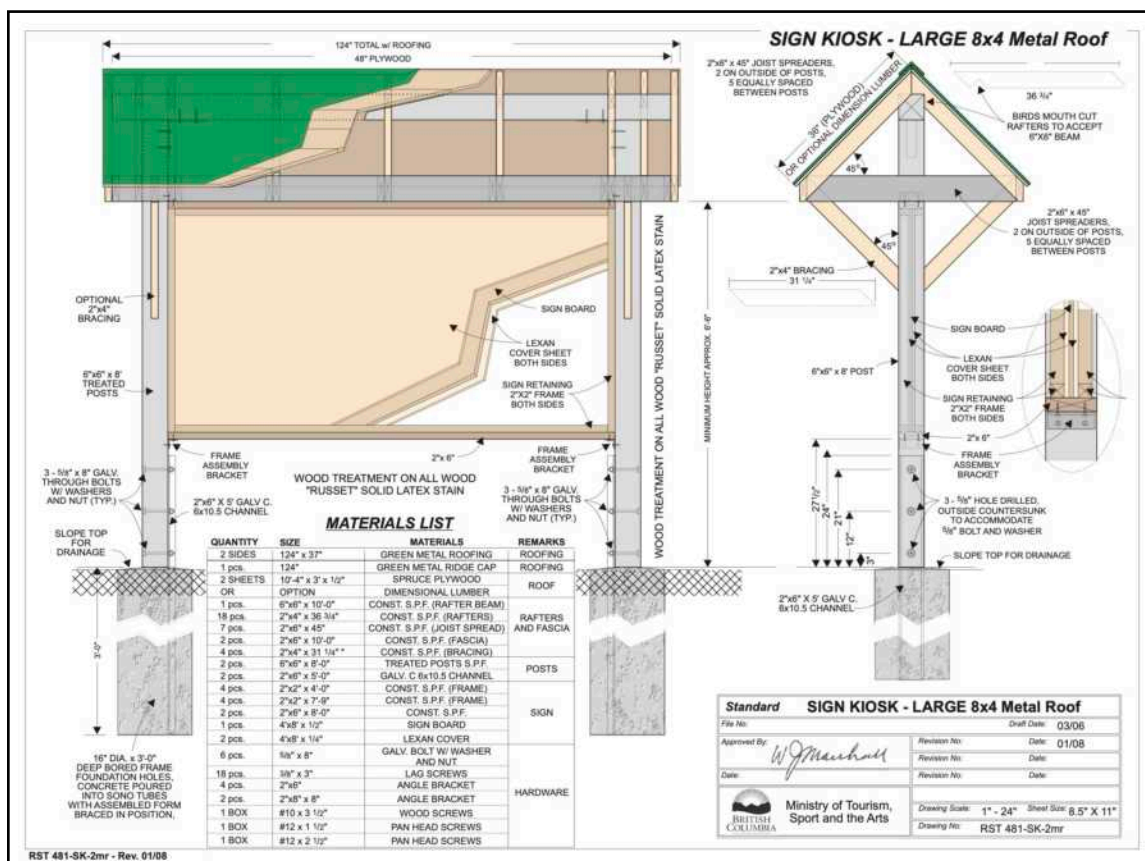 SIGN KIOSK - LARGE 8x4 Metal Roof
124" TOTAL w/ ROOFING
48" PLYWOOD
2"x6" x 45" JOIST SPREADERS,
2 ON OUTSIDE OF POSTS,
5 EQUALLY SPACED
BETWEEN POSTS
36" (PLYWOOD)
OR OPTIONAL DIMENSION LUMBER
36 3/4"
BIRDS MOUTH CUT
RAFTERS TO ACCEPT
6"X6" BEAM
45°
2"x6" x 45"
JOIST SPREADERS,
2 ON OUTSIDE OF POSTS,
5 EQUALLY SPACED
BETWEEN POSTS
45°
2"x4" BRACING
31 1/4"
OPTIONAL
2"x4"
BRACING
6"x6" x 8'
TREATED
POSTS
SIGN BOARD
LEXAN
COVER SHEET
BOTH SIDES
SIGN RETAINING
2"X2" FRAME
BOTH SIDES
WOOD TREATMENT ON ALL WOOD "RUSSET" SOLID LATEX STAIN
MINIMUM HEIGHT APPROX. 6'-6"
6"x6" x 8' POST
SIGN BOARD
LEXAN
COVER SHEET
BOTH SIDES
SIGN RETAINING
2"X2" FRAME
BOTH SIDES
2"x 6"
FRAME
ASSEMBLY
BRACKET
FRAME
ASSEMBLY
BRACKET
2"x 6"
FRAME
ASSEMBLY
BRACKET
3 - 5/8" x 8" GALV.
THROUGH BOLTS
W/ WASHERS
AND NUT (TYP.)
WOOD TREATMENT ON ALL WOOD
"RUSSET" SOLID LATEX STAIN
3 - 5/8" x 8" GALV.
THROUGH BOLTS
W/ WASHERS
AND NUT (TYP.)
2"x6" X 5' GALV C.
6x10.5 CHANNEL
SLOPE TOP
FOR
DRAINAGE
27 1/2"
24"
21"
12"
3"
3 - 5/8" HOLE DRILLED.
OUTSIDE COUNTERSUNK
TO ACCOMMODATE
5/8" BOLT AND WASHER
SLOPE TOP FOR DRAINAGE
2"x6" X 5' GALV C.
6x10.5 CHANNEL
3'-0"
16" DIA. x 3'-0"
DEEP BORED FRAME
FOUNDATION HOLES,
CONCRETE POURED
INTO SONO TUBES
WITH ASSEMBLED FORM
BRACED IN POSITION,
MATERIALS LIST
QUANTITY SIZE MATERIALS REMARKS
2 SIDES 124" x 37" GREEN METAL ROOFING ROOFING
1 pcs. 124" GREEN METAL RIDGE CAP ROOFING
2 SHEETS 10'-4" x 3' x 1/2" SPRUCE PLYWOOD ROOF
OR OPTION DIMENSIONAL LUMBER
1 pcs. 6"x6" x 10'-0" CONST. S.P.F. (RAFTER BEAM) RAFTERS AND FASCIA
18 pcs. 2"x4" x 36 3/4" CONST. S.P.F. (RAFTERS)
7 pcs. 2"x6" x 45" CONST. S.P.F. (JOIST SPREAD)
2 pcs. 2"x6" x 10'-0" CONST. S.P.F. (FASCIA)
4 pcs. 2"x4" x 31 1/4" " CONST. S.P.F. (BRACING)
2 pcs. 6"x6" x 8'-0" TREATED POSTS S.P.F. POSTS
2 pcs. 2"x6" x 5'-0" GALV. C 6x10.5 CHANNEL
4 pcs. 2"x2" x 4'-0" CONST. S.P.F. (FRAME) SIGN
4 pcs. 2"x2" x 7'-9" CONST. S.P.F. (FRAME)
2 pcs. 2"x6" x 8'-0" CONST. S.P.F.
1 pcs. 4'x8' x 1/2" SIGN BOARD
2 pcs. 4'x8' x 1/4" LEXAN COVER
6 pcs. 5/8" x 8" GALV. BOLT W/ WASHER AND NUT. HARDWARE
18 pcs. 3/8" x 3" LAG SCREWS
4 pcs. 2"x6" ANGLE BRACKET
2 pcs. 2"x8" x 8" ANGLE BRACKET
1 BOX #10 x 3 1/2" WOOD SCREWS
1 BOX #12 x 1 1/2" PAN HEAD SCREWS
1 BOX #12 x 2 1/2" PAN HEAD SCREWS
Standard SIGN KIOSK - LARGE 8x4 Metal Roof
File No: Draft Date: 03/06
Approved By: W J Marshall Revision No: Date: 01/08
Revision No: Date:
Date: Revision No: Date:
BRITISH
COLUMBIA
Ministry of Tourism,
Sport and the Arts
Drawing Scale: 1" - 24" Sheet Size: 8.5" X 11"
Drawing No: RST 481-SK-2mr
RST 481-SK-2mr - Rev. 01/08